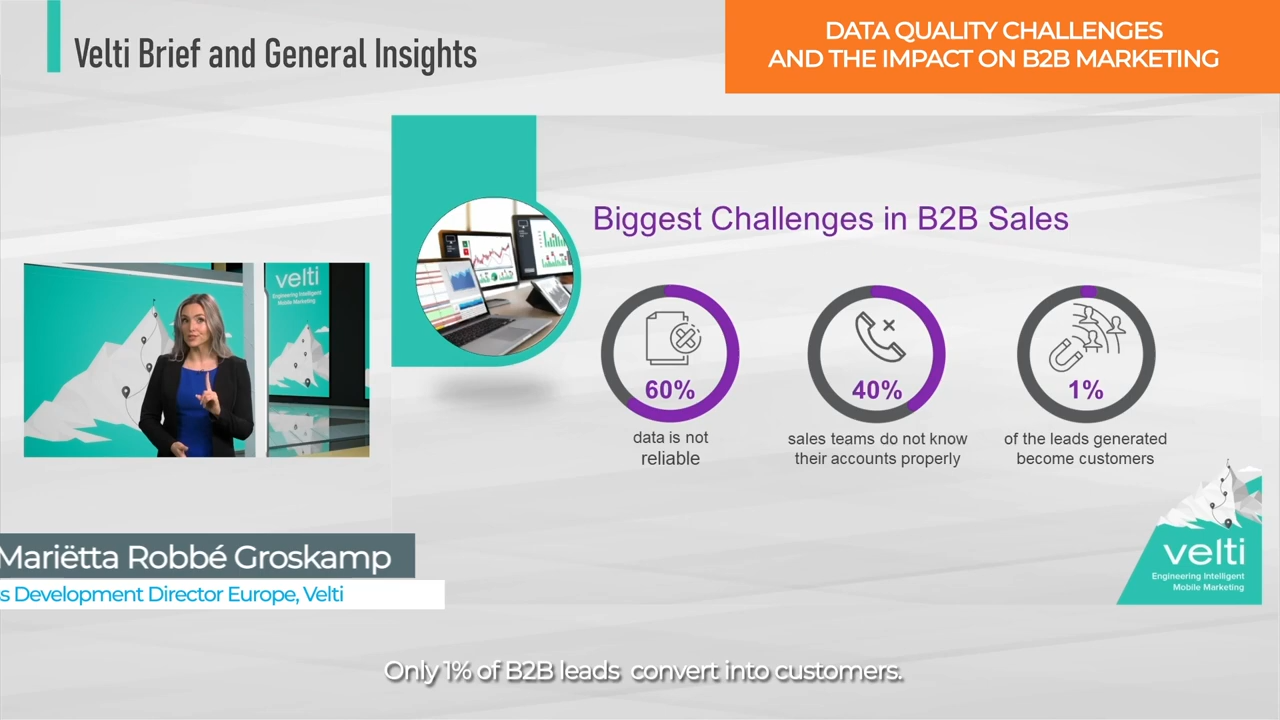 Velti Brief and General Insights
DATA QUALITY CHALLENGES
AND THE IMPACT ON B2B MARKETING
Biggest Challenges in B2B Sales
velti
Engineering Intelligent
Mobile Marketing
60%
data is not
reliable
40%
sales teams do not know
their accounts properly
1%
of the leads generated
become customers
Mariëtta Robbé Groskamp
s Development Director Europe, Velti
velti
Engineering Intelligent
Mobile Marketing
Only 1% of B2B leads convert into customers.